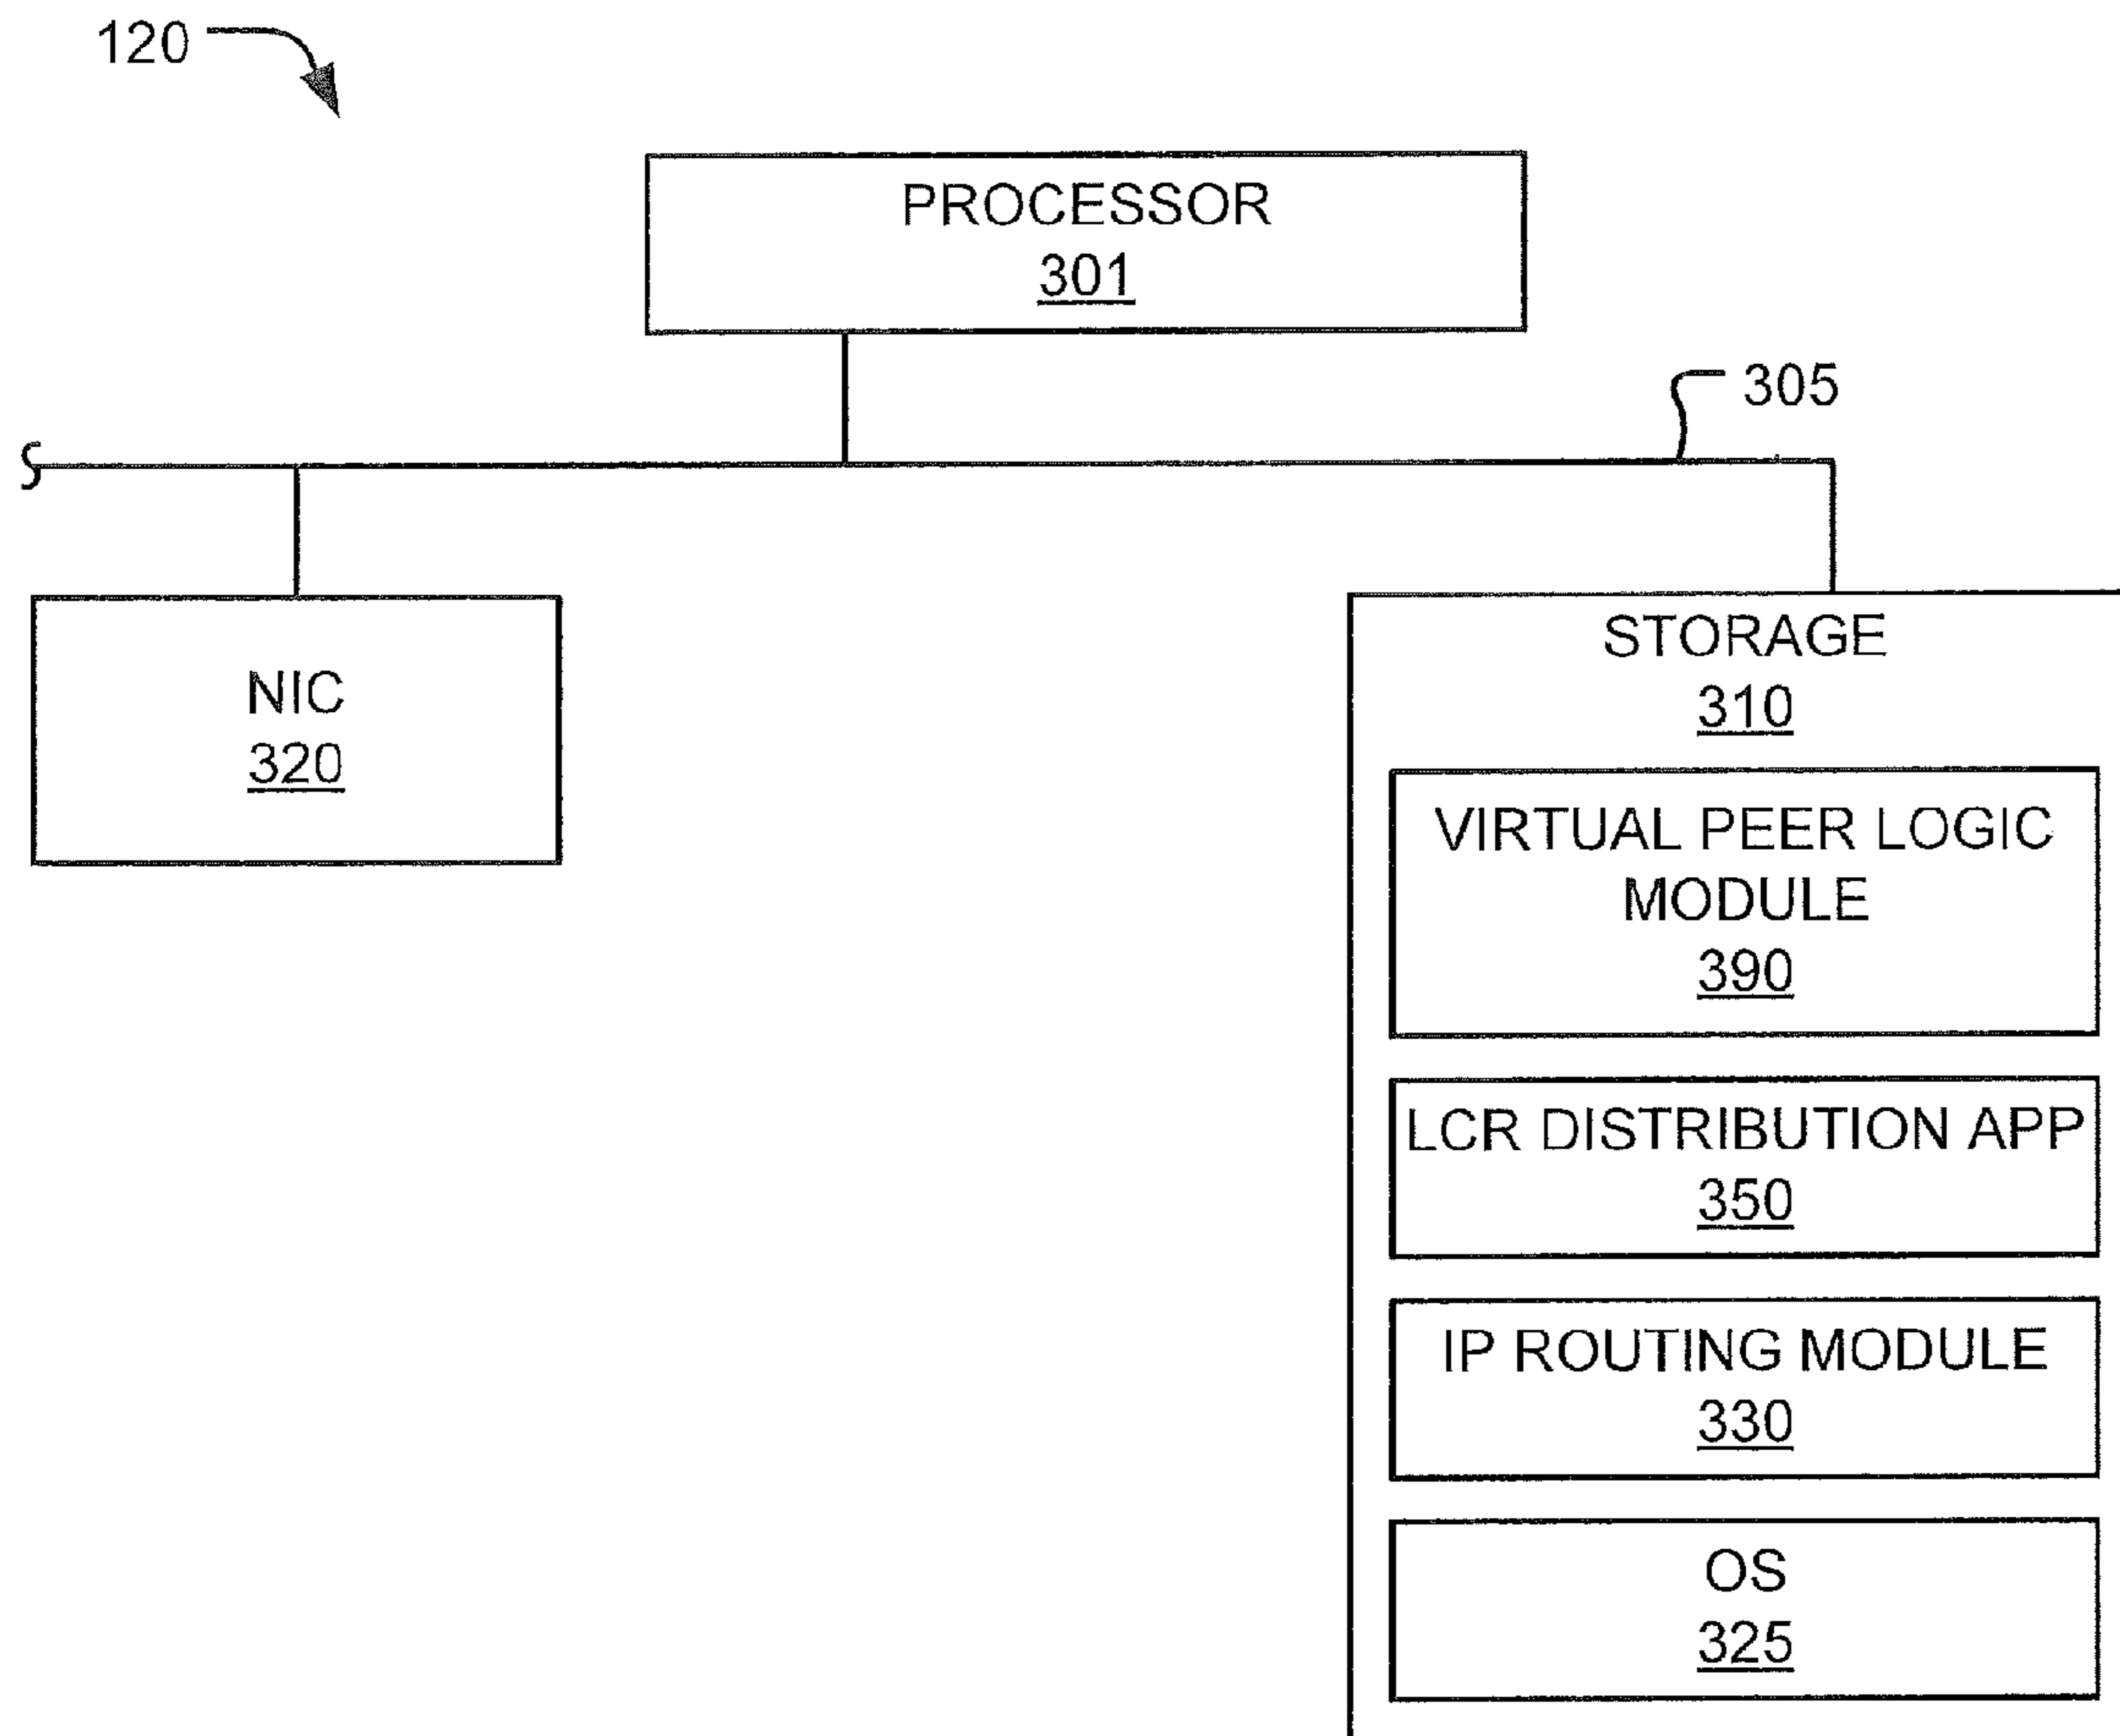 120
PROCESSOR
301
305
NIC
320
STORAGE
310
VIRTUAL PEER LOGIC
MODULE
390
LCR DISTRIBUTION APP
350
IP ROUTING MODULE
330
OS
325